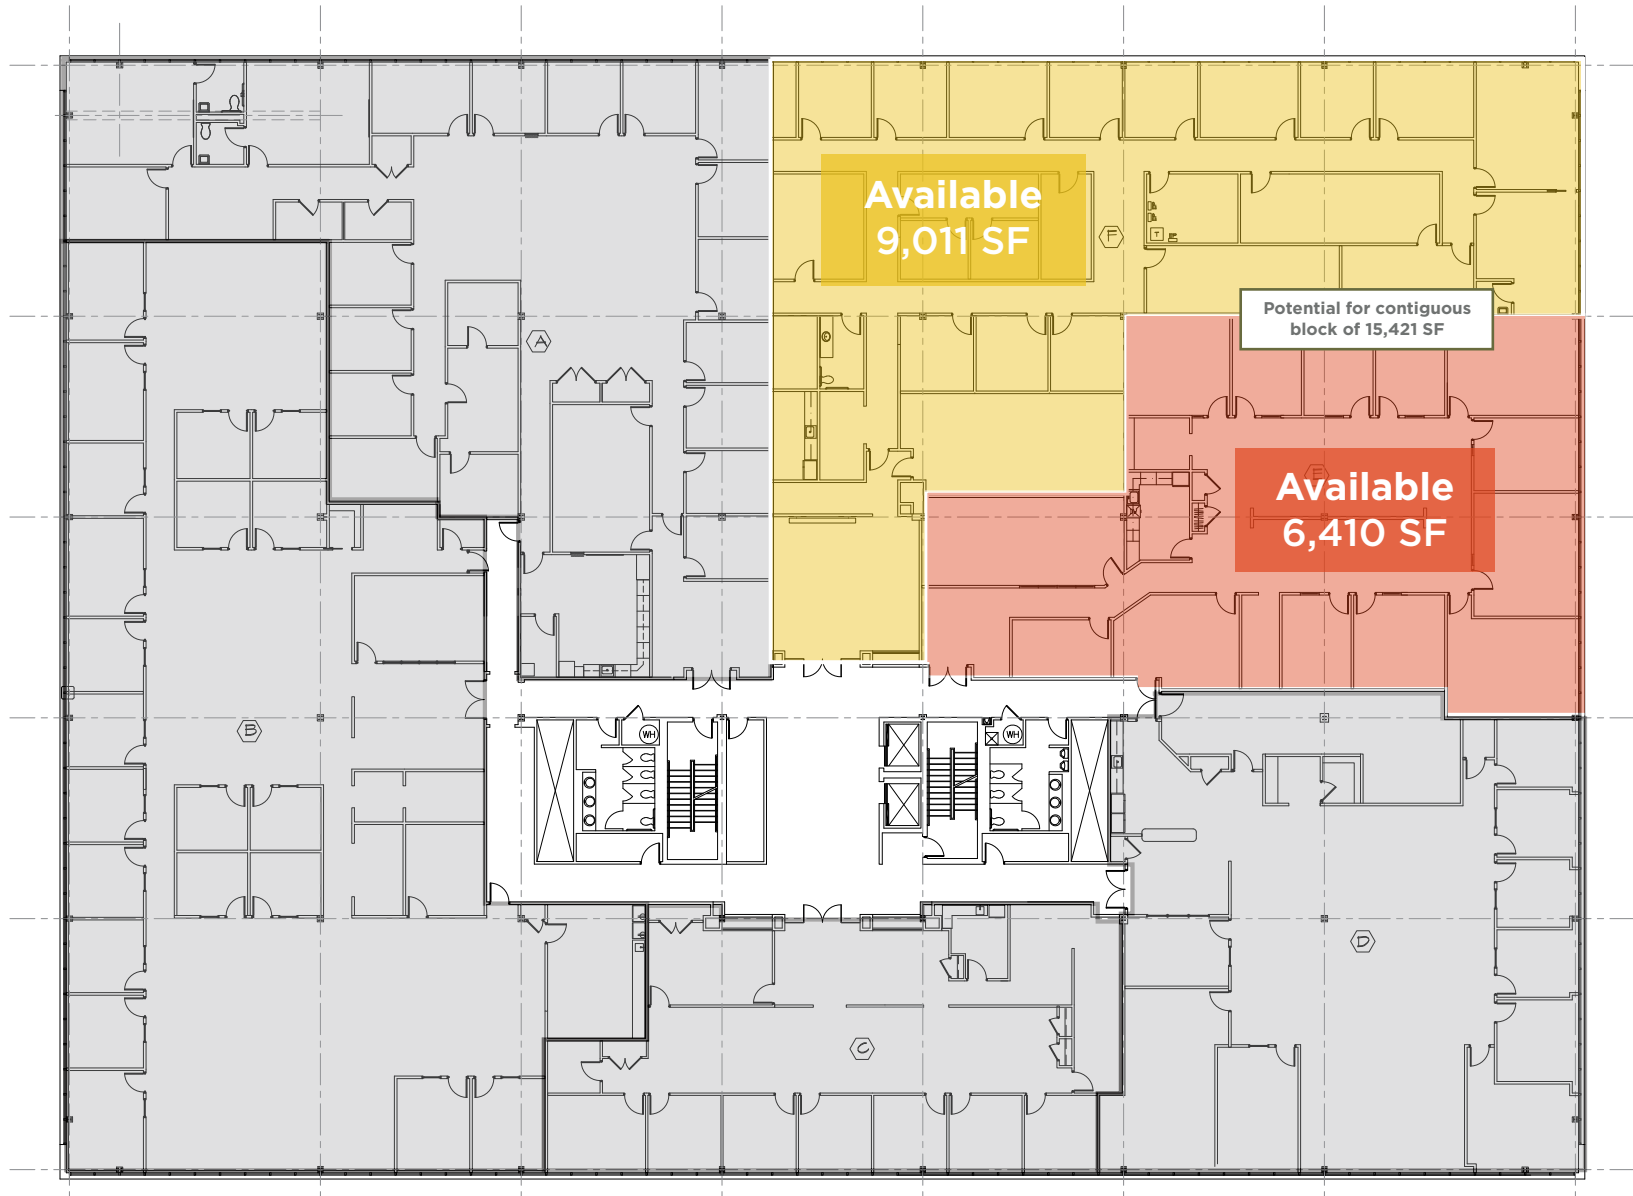 Available
9,011 SF
F
T
Potential for contiguous
block of 15,421 SF
A
E
Available
6,410 SF
B
WH
WH
D
C